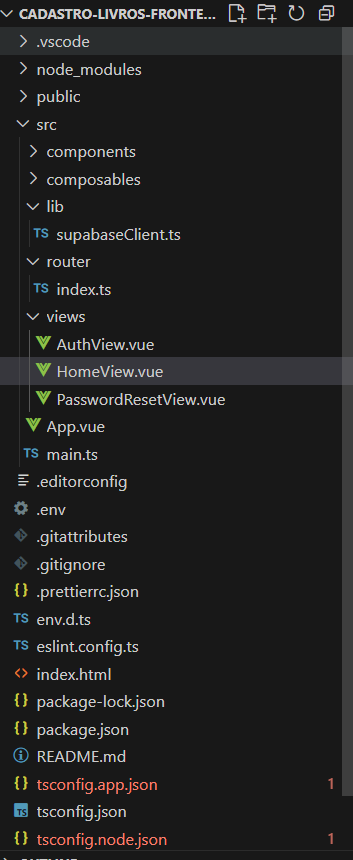 CADASTRO-LIVROS-FRONTE...
.vscode
node_modules
public
src
components
composables
lib
TS supabaseClient.ts
router
TS index.ts
views
AuthView.vue
HomeView.vue
PasswordResetView.vue
App.vue
TS main.ts
.editorconfig
.env
.gitattributes
.gitignore
{} .prettierrc.json
TS env.d.ts
TS eslint.config.ts
<> index.html
{} package-lock.json
{} package.json
README.md
{} tsconfig.app.json 1
TS tsconfig.json
{} tsconfig.node.json 1